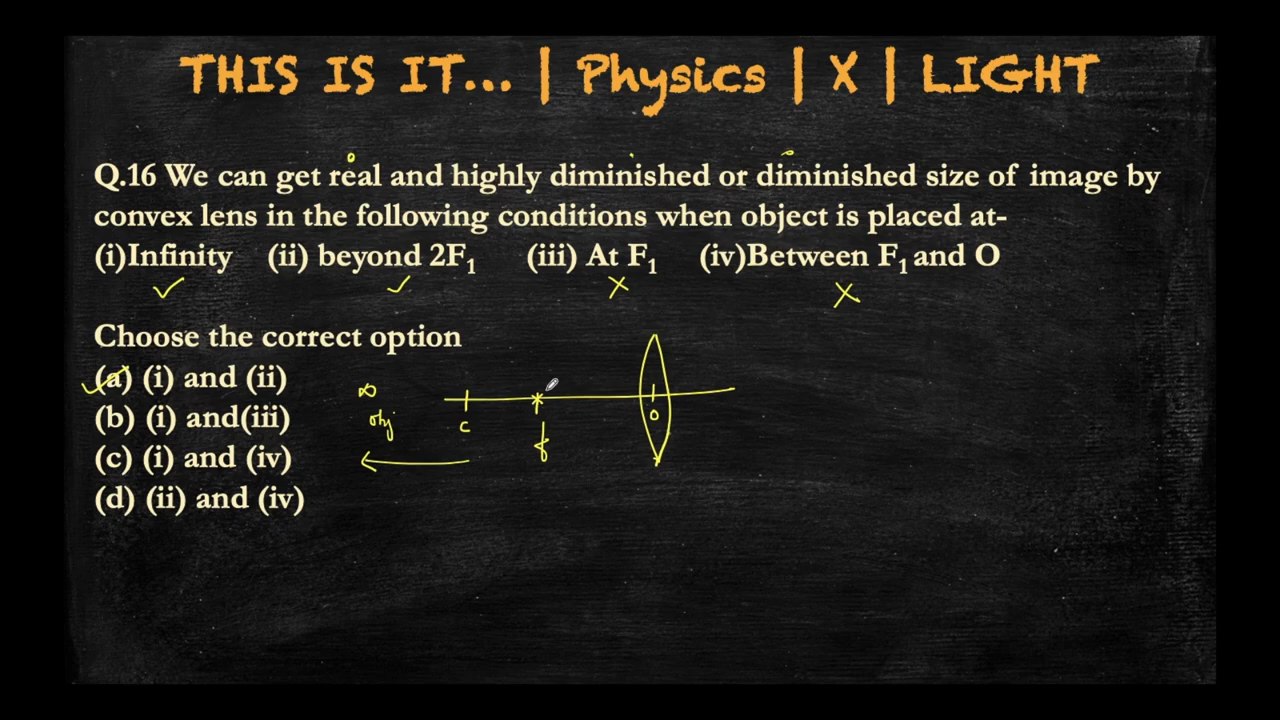 THIS IS IT... | Physics | X | LIGHT
Q.16 We can get real and highly diminished or diminished size of image by
convex lens in the following conditions when object is placed at-
(i)Infinity (ii) beyond 2F₁ (iii) At F₁ (iv)Between F₁ and O
Choose the correct option
(a) (i) and (ii)
(b) (i) and(iii)
(c) (i) and (iv)
(d) (ii) and (iv)
∞
obj
c
f
o